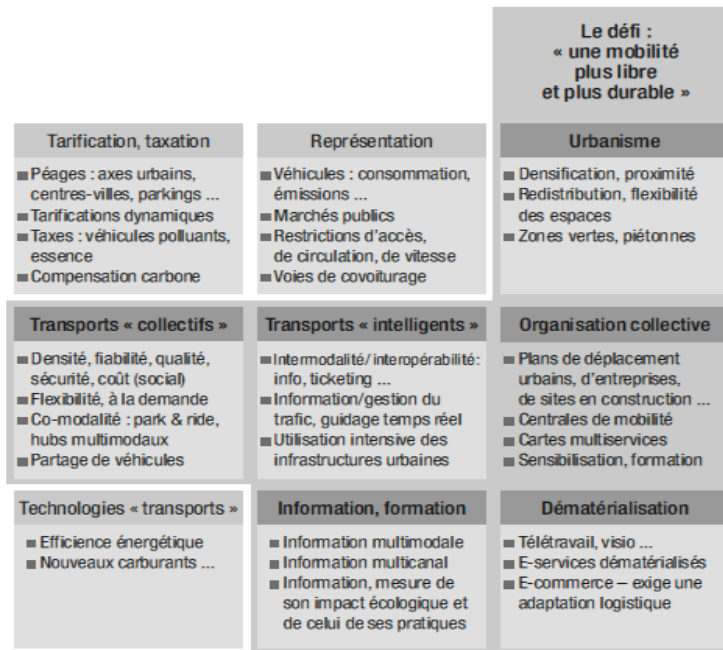 Le défi :
« une mobilité
plus libre
et plus durable »
Tarification, taxation
Péages : axes urbains,
centres-villes, parkings ...
Tarifications dynamiques
Taxes : véhicules polluants,
essence
Compensation carbone
Représentation
Véhicules : consommation,
émissions ...
Marchés publics
Restrictions d'accès,
de circulation, de vitesse
Voies de covoiturage
Urbanisme
Densification, proximité
Redistribution, flexibilité
des espaces
Zones vertes, piétonnes
Transports « collectifs »
Densité, fiabilité, qualité,
sécurité, coût (social)
Flexibilité, à la demande
Co-modalité : park & ride,
hubs multimodaux
Partage de véhicules
Transports « intelligents »
Intermodalité/interopérabilité:
info, ticketing ...
Information/gestion du
trafic, guidage temps réel
Utilisation intensive des
infrastructures urbaines
Organisation collective
Plans de déplacement
urbains, d'entreprises,
de sites en construction ...
Centrales de mobilité
Cartes multiservices
Sensibilisation, formation
Technologies « transports »
Efficience énergétique
Nouveaux carburants ...
Information, formation
Information multimodale
Information multicanal
Information, mesure de
son impact écologique et
de celui de ses pratiques
Dématérialisation
Télétravail, visio ...
E-services dématérialisés
E-commerce – exige une
adaptation logistique